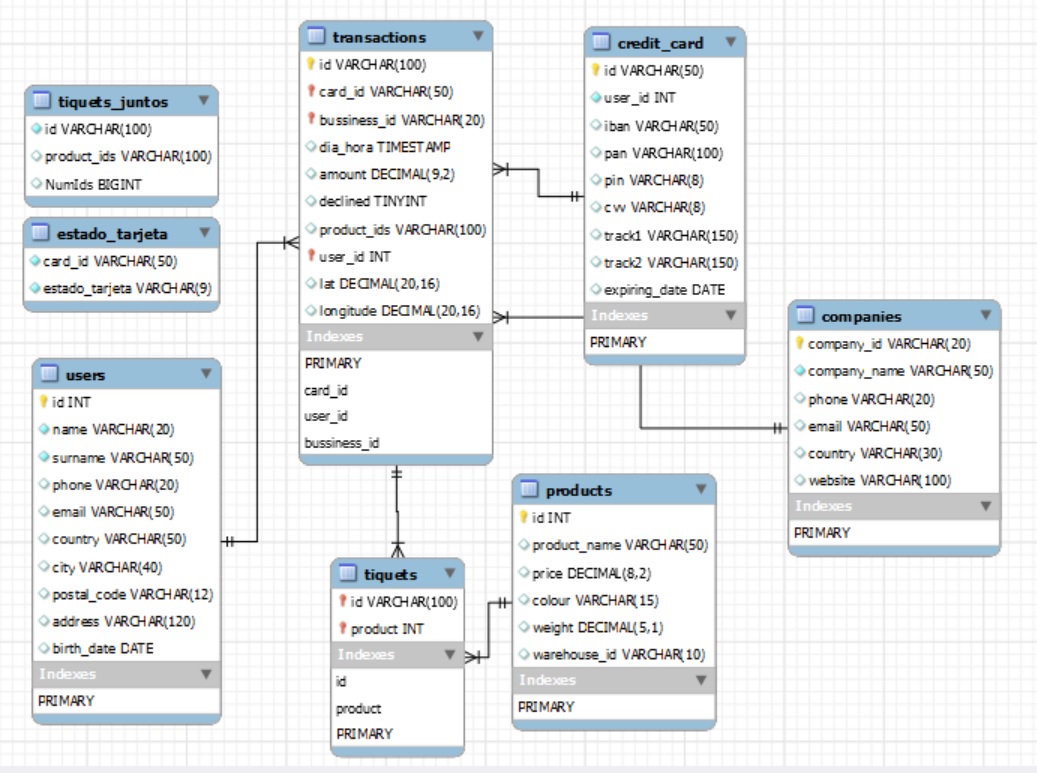 tiquets_juntos
id VARCHAR(100)
product_ids VARCHAR(100)
NumIds BIGINT
estado_tarjeta
card_id VARCHAR(50)
estado_tarjeta VARCHAR(9)
users
id INT
name VARCHAR(20)
surname VARCHAR(50)
phone VARCHAR(20)
email VARCHAR(50)
country VARCHAR(50)
city VARCHAR(40)
postal_code VARCHAR(12)
address VARCHAR(120)
birth_date DATE
Indexes
PRIMARY
transactions
id VARCHAR(100)
card_id VARCHAR(50)
bussiness_id VARCHAR(20)
dia_hora TIMESTAMP
amount DECIMAL(9,2)
declined TINYINT
product_ids VARCHAR(100)
user_id INT
lat DECIMAL(20,16)
longitude DECIMAL(20,16)
Indexes
PRIMARY
card_id
user_id
bussiness_id
tiquets
id VARCHAR(100)
product INT
Indexes
id
product
PRIMARY
credit_card
id VARCHAR(50)
user_id INT
iban VARCHAR(50)
pan VARCHAR(100)
pin VARCHAR(8)
cvv VARCHAR(8)
track1 VARCHAR(150)
track2 VARCHAR(150)
expiring_date DATE
Indexes
PRIMARY
products
id INT
product_name VARCHAR(50)
price DECIMAL(8,2)
colour VARCHAR(15)
weight DECIMAL(5,1)
warehouse_id VARCHAR(10)
Indexes
PRIMARY
companies
company_id VARCHAR(20)
company_name VARCHAR(50)
phone VARCHAR(20)
email VARCHAR(50)
country VARCHAR(30)
website VARCHAR(100)
Indexes
PRIMARY